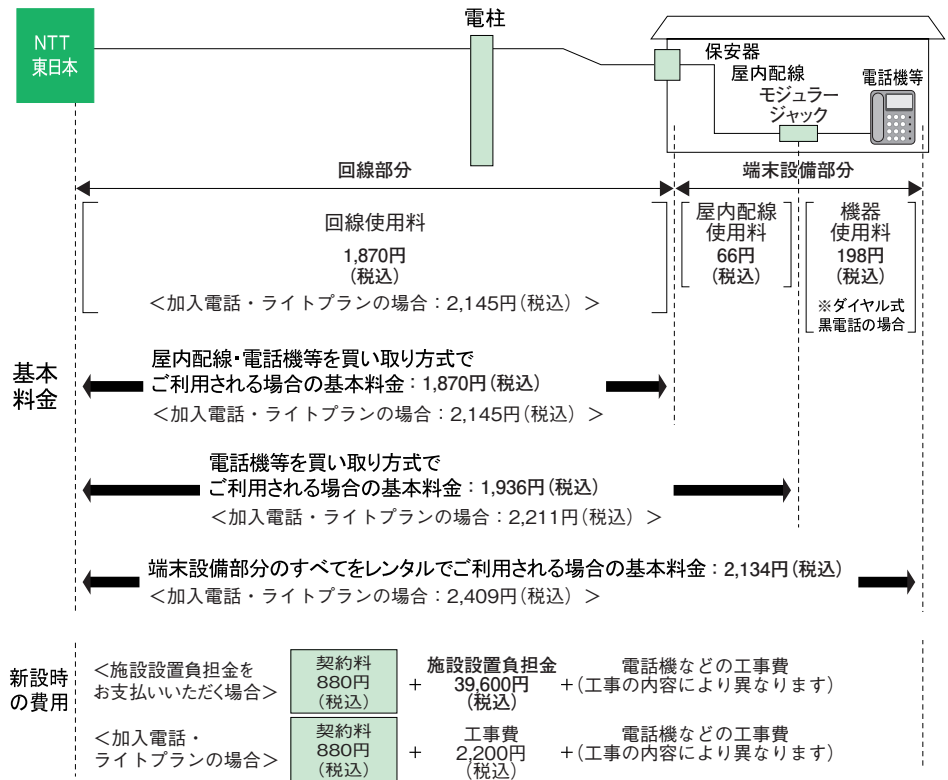 NTT
東日本
電柱
保安器
屋内配線
モジュラー
ジャック
電話機等
回線部分
端末設備部分
回線使用料
1,870円
(税込)
<加入電話・ライトプランの場合：2,145円(税込) >
屋内配線
使用料
66円
(税込)
機器
使用料
198円
(税込)
※ダイヤル式
黒電話の場合
基本
料金
屋内配線・電話機等を買い取り方式で
ご利用される場合の基本料金：1,870円(税込)
<加入電話・ライトプランの場合：2,145円(税込) >
電話機等を買い取り方式で
ご利用される場合の基本料金：1,936円(税込)
<加入電話・ライトプランの場合：2,211円(税込) >
端末設備部分のすべてをレンタルでご利用される場合の基本料金：2,134円(税込)
<加入電話・ライトプランの場合：2,409円(税込) >
新設時
の費用
<施設設置負担金を
お支払いいただく場合>
契約料
880円
(税込)
+
施設設置負担金
39,600円
(税込)
電話機などの工事費
+(工事の内容により異なります)
<加入電話・
ライトプランの場合>
契約料
880円
(税込)
+
工事費
2,200円
(税込)
電話機などの工事費
+(工事の内容により異なります)